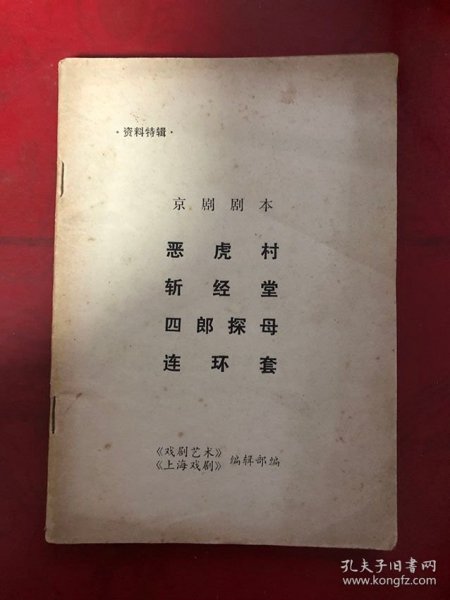 ·资料特辑·
京剧剧本
恶虎村
斩经堂
四郎探母
连环套
《戏剧艺术》
《上海戏剧》
编辑部编
孔夫子旧书网
www.kongfz.com